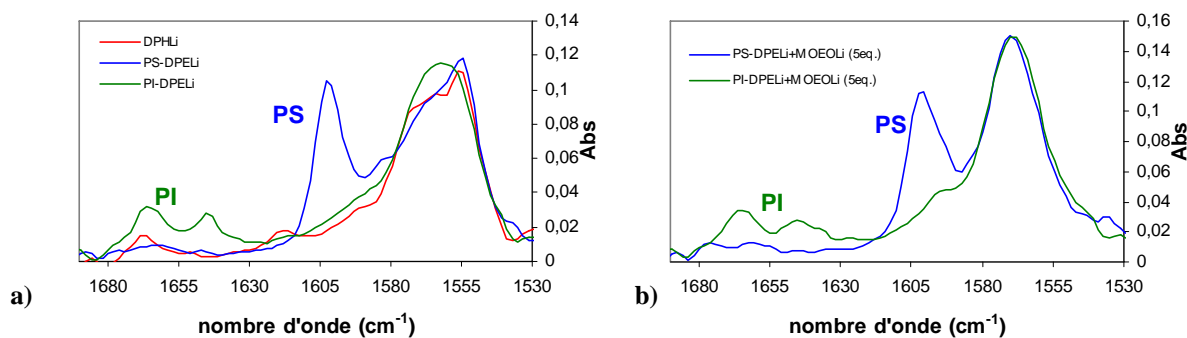 0,14
DPHLi
PS-DPELi
PI-DPELi
0,12
0,1
PS
0,08
0,06
PI
0,04
0,02
0
Abs
1680 1655 1630 1605 1580 1555 1530
nombre d'onde (cm-1)
a)
0,16
PS-DPELi+MOEOLi (5eq.)
PI-DPELi+MOEOLi (5eq.)
0,14
0,12
PS
0,1
0,08
0,06
PI
0,04
0,02
0
Abs
1680 1655 1630 1605 1580 1555 1530
nombre d'onde (cm-1)
b)